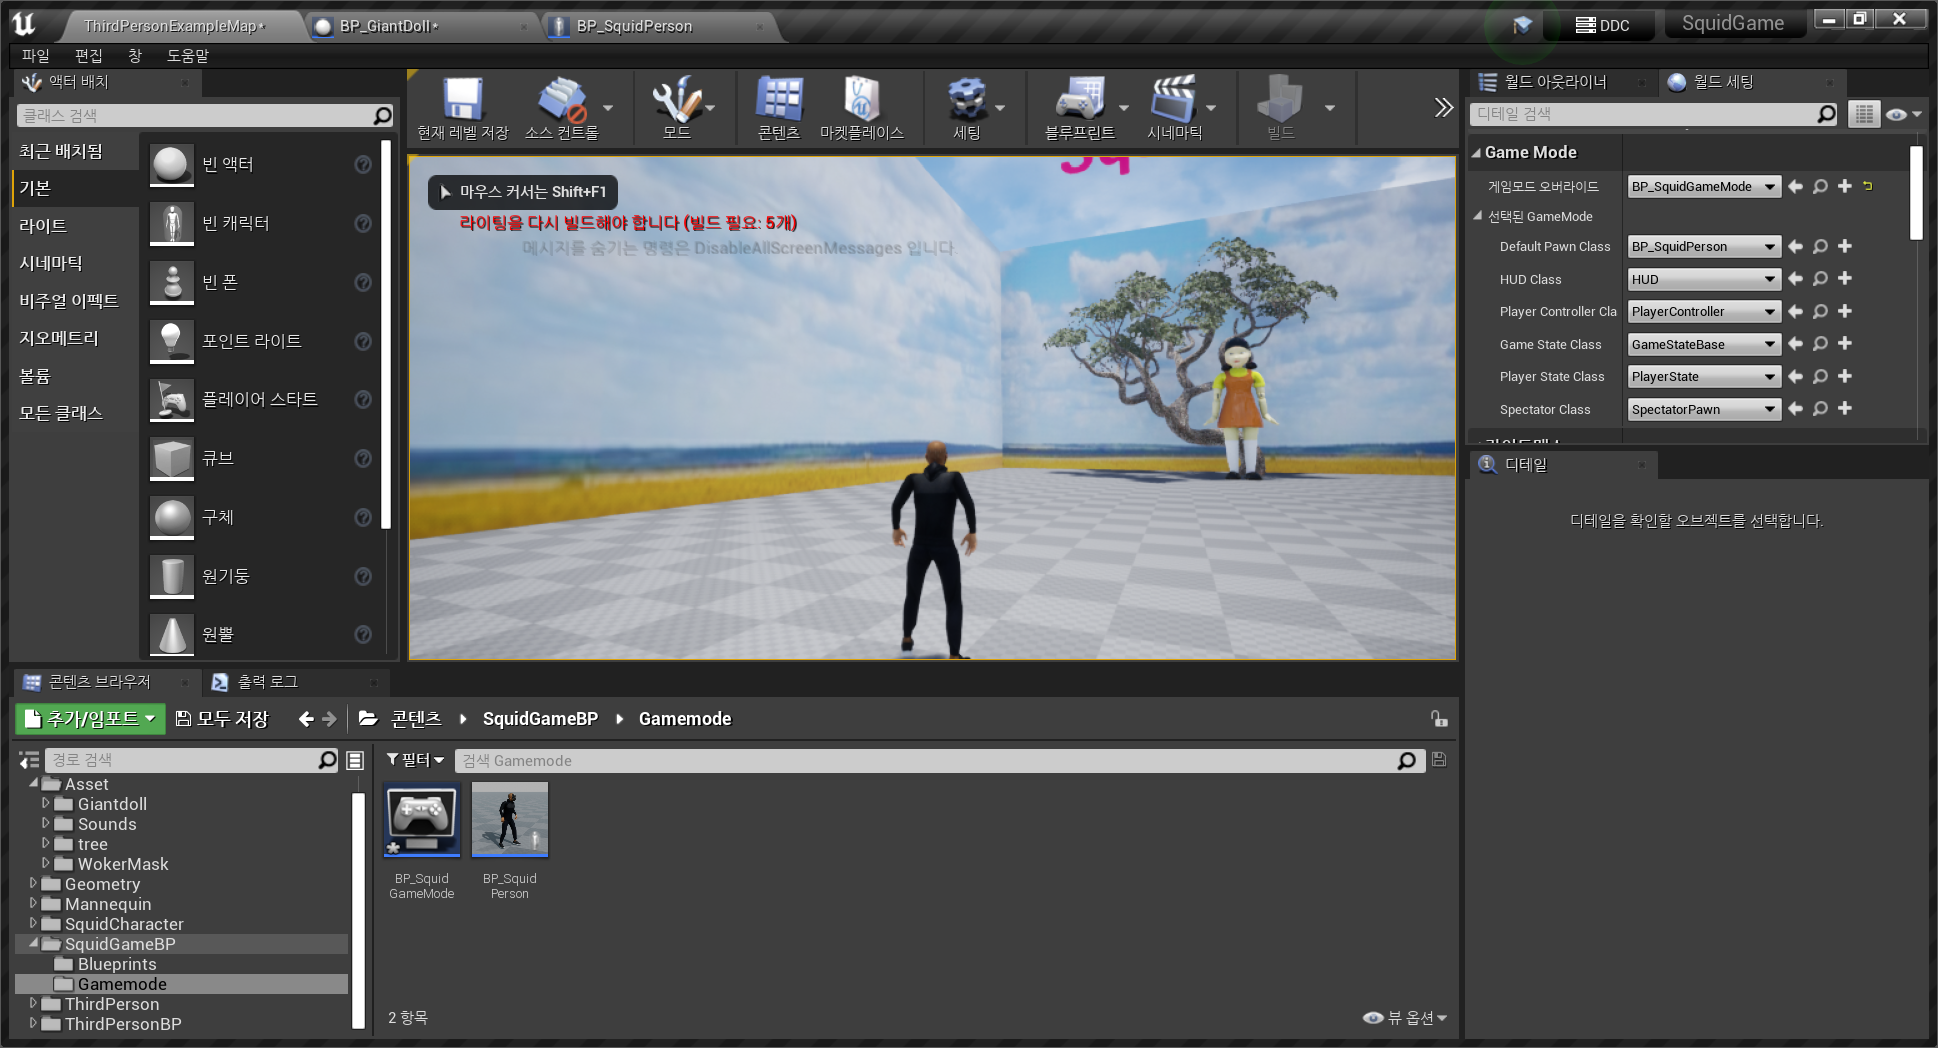 ThirdPersonExampleMap*
BP_GiantDoll*
BP_SquidPerson
DDC
SquidGame
파일 편집 창 도움말
액터 배치
클래스 검색
최근 배치됨
기본
라이트
시네마틱
비주얼 이펙트
지오메트리
볼륨
모든 클래스
빈 액터
빈 캐릭터
빈 폰
포인트 라이트
플레이어 스타트
큐브
구체
원기둥
원뿔
현재 레벨 저장
소스 컨트롤
모드
콘텐츠
마켓플레이스
세팅
블루프린트
시네마틱
빌드
마우스 커서는 Shift+F1
라이팅을 다시 빌드해야 합니다 (빌드 필요: 5개)
메시지를 숨기는 명령은 DisableAllScreenMessages 입니다
월드 아웃라이너
월드 세팅
디테일 검색
Game Mode
게임모드 오버라이드 BP_SquidGameMode
선택된 GameMode
Default Pawn Class BP_SquidPerson
HUD Class HUD
Player Controller Cla PlayerController
Game State Class GameStateBase
Player State Class PlayerState
Spectator Class SpectatorPawn
디테일
디테일을 확인할 오브젝트를 선택합니다.
콘텐츠 브라우저
출력 로그
추가/임포트
모두 저장
콘텐츠 SquidGameBP Gamemode
경로 검색
필터
검색 Gamemode
Asset
Giantdoll
Sounds
tree
WokerMask
Geometry
Mannequin
SquidCharacter
SquidGameBP
Blueprints
Gamemode
ThirdPerson
ThirdPersonBP
BP_Squid
GameMode
BP_Squid
Person
2 항목
뷰 옵션